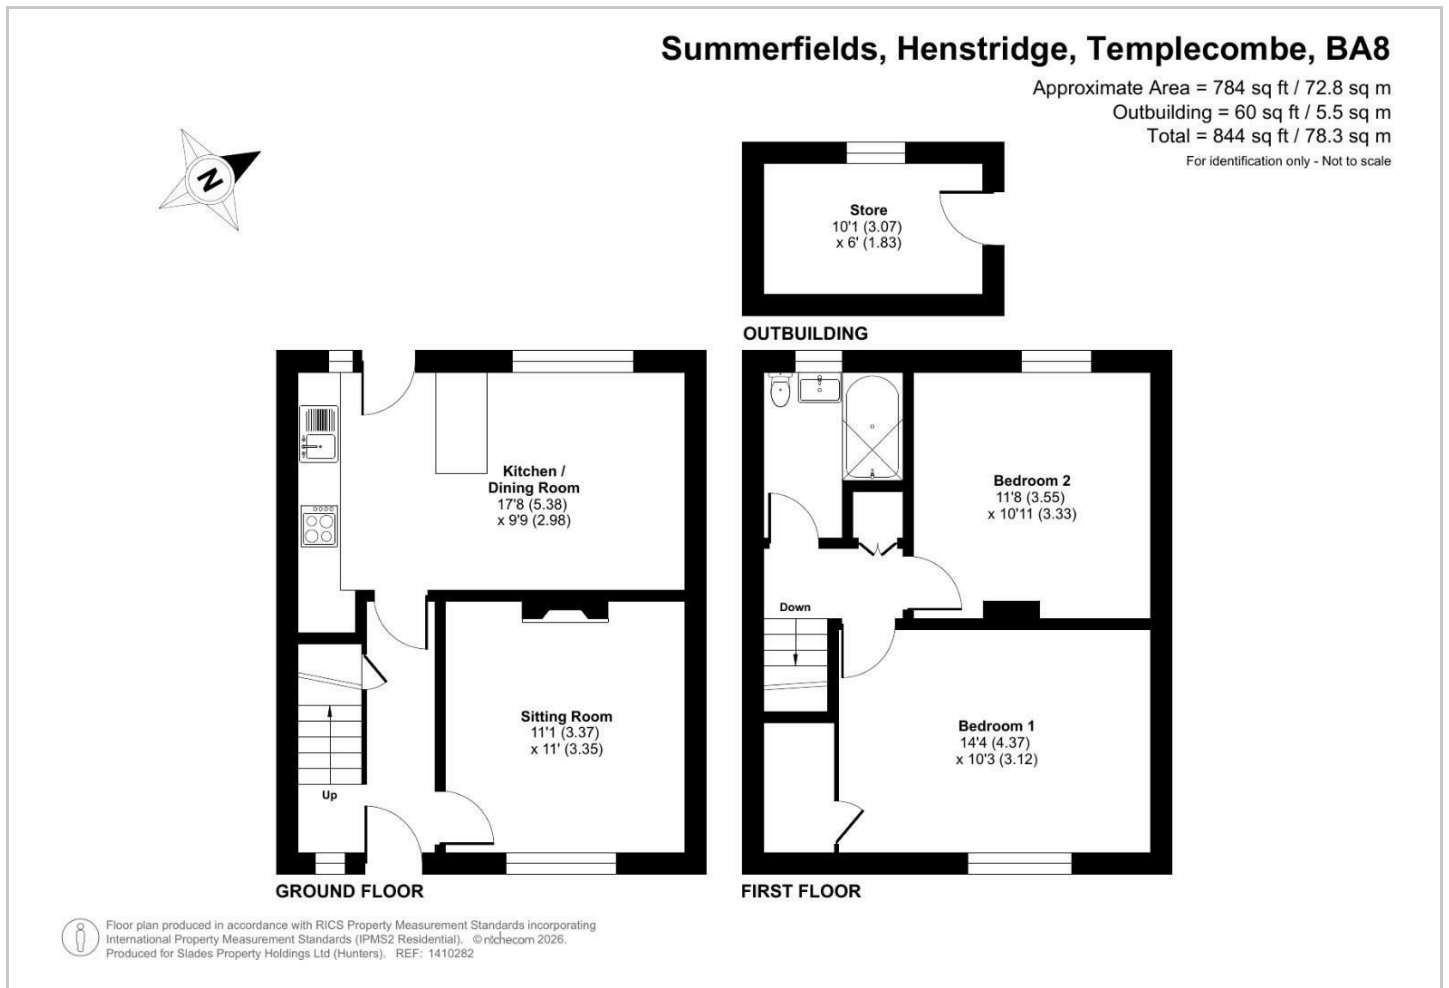 Summerfields, Henstridge, Templecombe, BA8
Approximate Area = 784 sq ft / 72.8 sq m
Outbuilding = 60 sq ft / 5.5 sq m
Total = 844 sq ft / 78.3 sq m
For identification only - Not to scale
N
Store
10'1 (3.07)
x 6' (1.83)
OUTBUILDING
Kitchen /
Dining Room
17'8 (5.38)
x 9'9 (2.98)
Sitting Room
11'1 (3.37)
x 11' (3.35)
Up
GROUND FLOOR
Bedroom 2
11'8 (3.55)
x 10'11 (3.33)
Down
Bedroom 1
14'4 (4.37)
x 10'3 (3.12)
FIRST FLOOR
Floor plan produced in accordance with RICS Property Measurement Standards incorporating
International Property Measurement Standards (IPMS2 Residential). © nichecom 2026.
Produced for Slades Property Holdings Ltd (Hunters). REF: 1410282